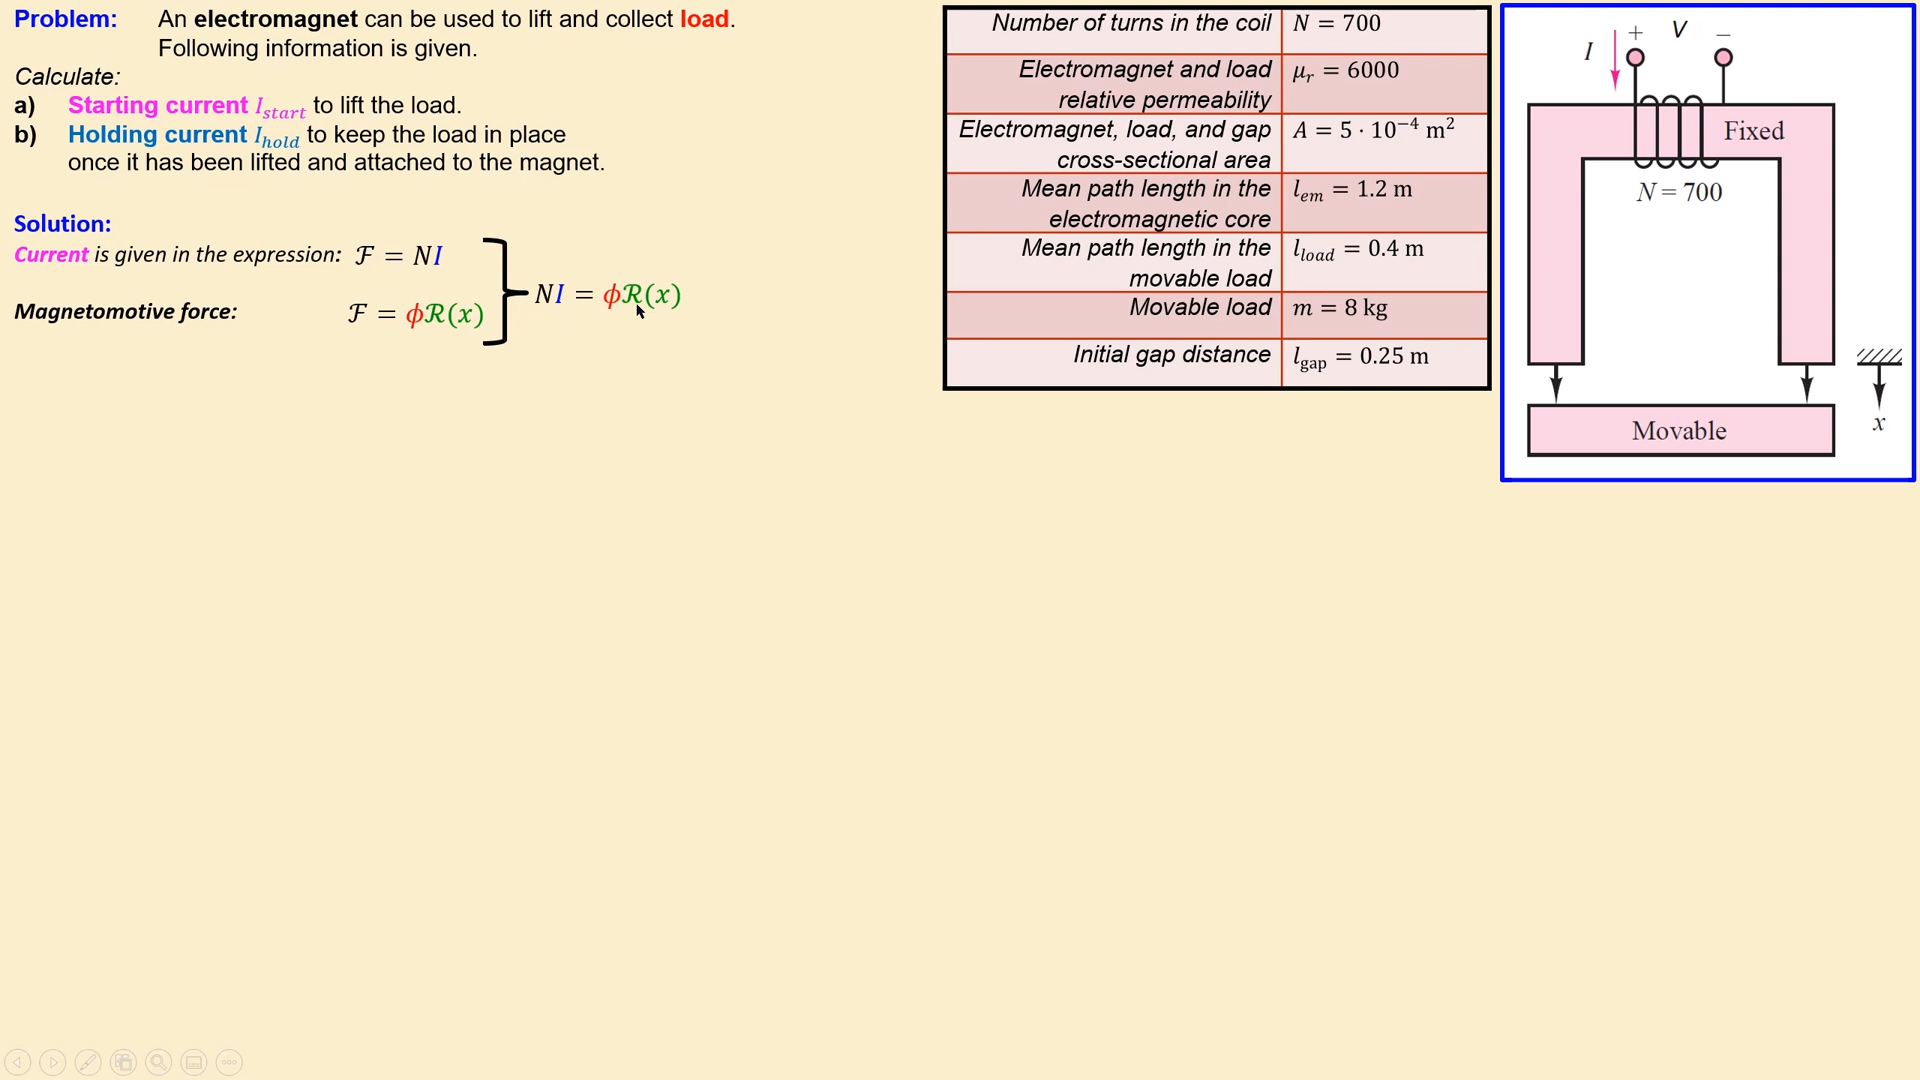 Problem: An electromagnet can be used to lift and collect load.
Following information is given.
Calculate:
a) Starting current I_start to lift the load.
b) Holding current I_hold to keep the load in place
once it has been lifted and attached to the magnet.
Solution:
Current is given in the expression: ℱ = NI
Magnetomotive force: ℱ = ϕℛ(x)
NI = ϕℛ(x)
Number of turns in the coil N = 700
Electromagnet and load
relative permeability
μ_r = 6000
Electromagnet, load, and gap
cross-sectional area
A = 5 · 10⁻⁴ m²
Mean path length in the
electromagnetic core
l_em = 1.2 m
Mean path length in the
movable load
l_load = 0.4 m
Movable load m = 8 kg
Initial gap distance l_gap = 0.25 m
I + V −
Fixed
N = 700
Movable
x